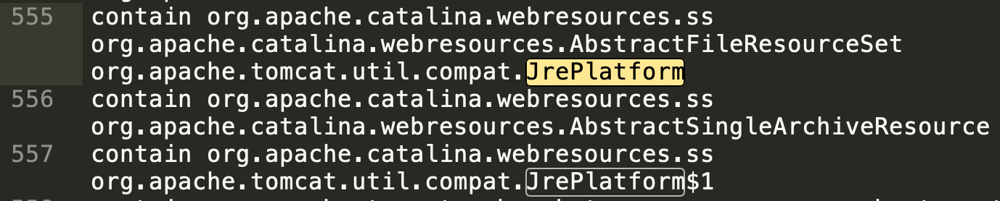 555 contain org.apache.catalina.webresources.ss
org.apache.catalina.webresources.AbstractFileResourceSet
org.apache.tomcat.util.compat.JrePlatform
556 contain org.apache.catalina.webresources.ss
org.apache.catalina.webresources.AbstractSingleArchiveResource
557 contain org.apache.catalina.webresources.ss
org.apache.tomcat.util.compat.JrePlatform$1